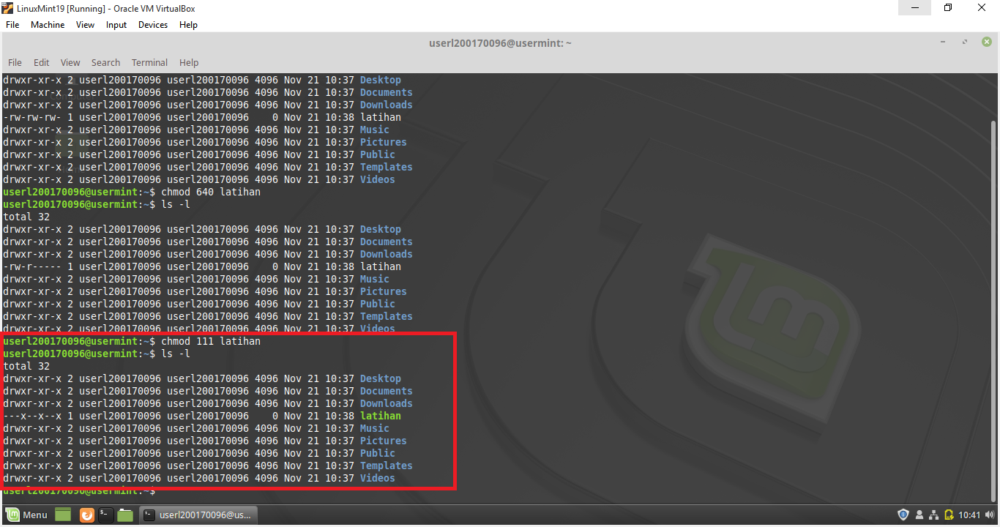 LinuxMint19 [Running] - Oracle VM VirtualBox
File Machine View Input Devices Help
userl200170096@usermint: ~
File Edit View Search Terminal Help
drwxr-xr-x 2 userl200170096 userl200170096 4096 Nov 21 10:37 Desktop
drwxr-xr-x 2 userl200170096 userl200170096 4096 Nov 21 10:37 Documents
drwxr-xr-x 2 userl200170096 userl200170096 4096 Nov 21 10:37 Downloads
-rw-rw-rw- 1 userl200170096 userl200170096    0 Nov 21 10:38 latihan
drwxr-xr-x 2 userl200170096 userl200170096 4096 Nov 21 10:37 Music
drwxr-xr-x 2 userl200170096 userl200170096 4096 Nov 21 10:37 Pictures
drwxr-xr-x 2 userl200170096 userl200170096 4096 Nov 21 10:37 Public
drwxr-xr-x 2 userl200170096 userl200170096 4096 Nov 21 10:37 Templates
drwxr-xr-x 2 userl200170096 userl200170096 4096 Nov 21 10:37 Videos
userl200170096@usermint:~$ chmod 640 latihan
userl200170096@usermint:~$ ls -l
total 32
drwxr-xr-x 2 userl200170096 userl200170096 4096 Nov 21 10:37 Desktop
drwxr-xr-x 2 userl200170096 userl200170096 4096 Nov 21 10:37 Documents
drwxr-xr-x 2 userl200170096 userl200170096 4096 Nov 21 10:37 Downloads
-rw-r----- 1 userl200170096 userl200170096    0 Nov 21 10:38 latihan
drwxr-xr-x 2 userl200170096 userl200170096 4096 Nov 21 10:37 Music
drwxr-xr-x 2 userl200170096 userl200170096 4096 Nov 21 10:37 Pictures
drwxr-xr-x 2 userl200170096 userl200170096 4096 Nov 21 10:37 Public
drwxr-xr-x 2 userl200170096 userl200170096 4096 Nov 21 10:37 Templates
drwxr-xr-x 2 userl200170096 userl200170096 4096 Nov 21 10:37 Videos
userl200170096@usermint:~$ chmod 111 latihan
userl200170096@usermint:~$ ls -l
total 32
drwxr-xr-x 2 userl200170096 userl200170096 4096 Nov 21 10:37 Desktop
drwxr-xr-x 2 userl200170096 userl200170096 4096 Nov 21 10:37 Documents
drwxr-xr-x 2 userl200170096 userl200170096 4096 Nov 21 10:37 Downloads
---x--x--x 1 userl200170096 userl200170096    0 Nov 21 10:38 latihan
drwxr-xr-x 2 userl200170096 userl200170096 4096 Nov 21 10:37 Music
drwxr-xr-x 2 userl200170096 userl200170096 4096 Nov 21 10:37 Pictures
drwxr-xr-x 2 userl200170096 userl200170096 4096 Nov 21 10:37 Public
drwxr-xr-x 2 userl200170096 userl200170096 4096 Nov 21 10:37 Templates
drwxr-xr-x 2 userl200170096 userl200170096 4096 Nov 21 10:37 Videos
userl200170096@usermint:~$
Menu userl200170096@us... 10:41